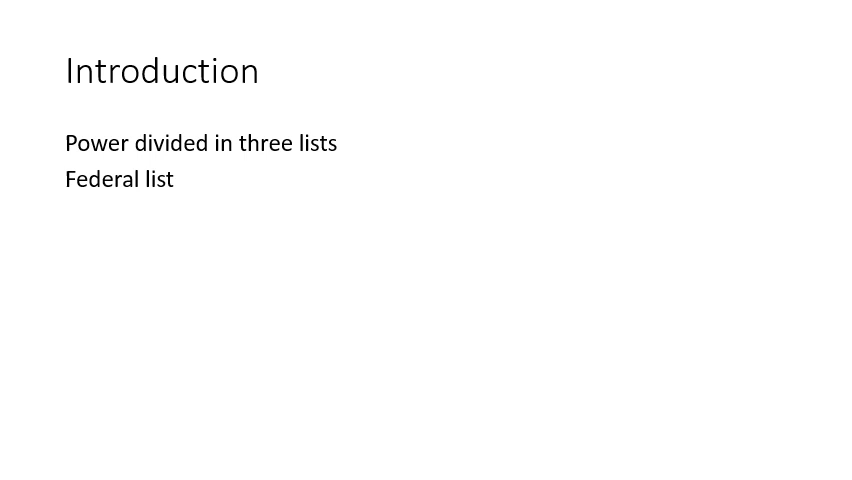 Introduction
Power divided in three lists
Federal list